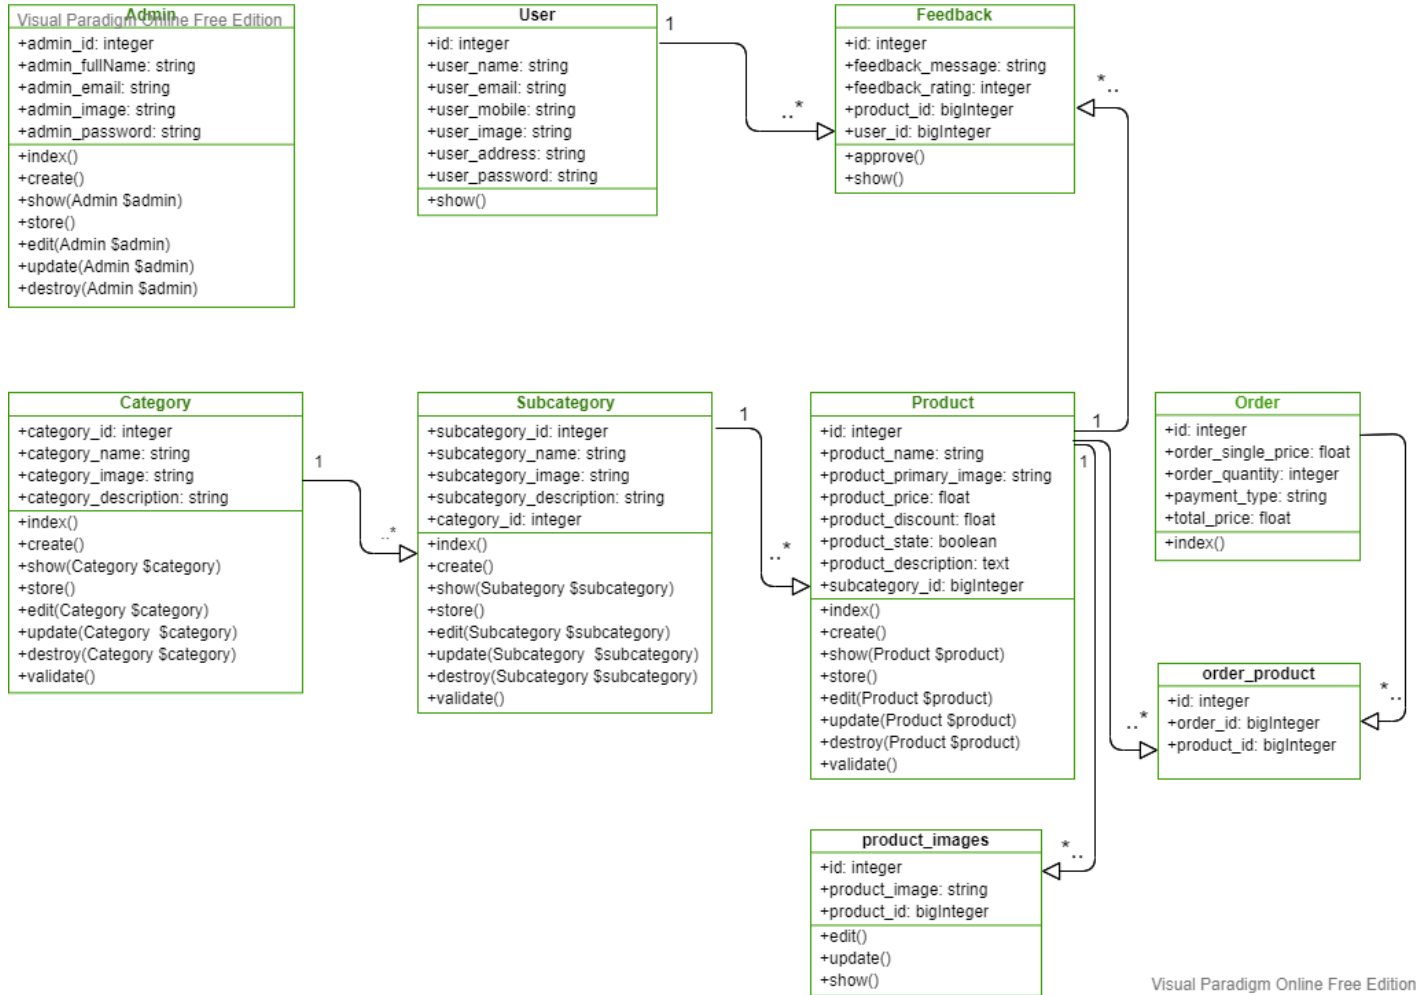 Visual Paradigm Online Free Edition
Admin
+admin_id: integer
+admin_fullName: string
+admin_email: string
+admin_image: string
+admin_password: string
+index()
+create()
+show(Admin $admin)
+store()
+edit(Admin $admin)
+update(Admin $admin)
+destroy(Admin $admin)
User
+id: integer
+user_name: string
+user_email: string
+user_mobile: string
+user_image: string
+user_address: string
+user_password: string
+show()
1
..*
Feedback
+id: integer
+feedback_message: string
+feedback_rating: integer
+product_id: bigInteger
+user_id: bigInteger
+approve()
+show()
*..
Category
+category_id: integer
+category_name: string
+category_image: string
+category_description: string
+index()
+create()
+show(Category $category)
+store()
+edit(Category $category)
+update(Category  $category)
+destroy(Category $category)
+validate()
1
..*
Subcategory
+subcategory_id: integer
+subcategory_name: string
+subcategory_image: string
+subcategory_description: string
+category_id: integer
+index()
+create()
+show(Subategory $subcategory)
+store()
+edit(Subcategory $subcategory)
+update(Subcategory  $subcategory)
+destroy(Subcategory $subcategory)
+validate()
1
..*
Product
+id: integer
+product_name: string
+product_primary_image: string
+product_price: float
+product_discount: float
+product_state: boolean
+product_description: text
+subcategory_id: bigInteger
+index()
+create()
+show(Product $product)
+store()
+edit(Product $product)
+update(Product $product)
+destroy(Product $product)
+validate()
1
1
Order
+id: integer
+order_single_price: float
+order_quantity: integer
+payment_type: string
+total_price: float
+index()
order_product
+id: integer
+order_id: bigInteger
+product_id: bigInteger
..*
*..
product_images
+id: integer
+product_image: string
+product_id: bigInteger
+edit()
+update()
+show()
*..
Visual Paradigm Online Free Edition